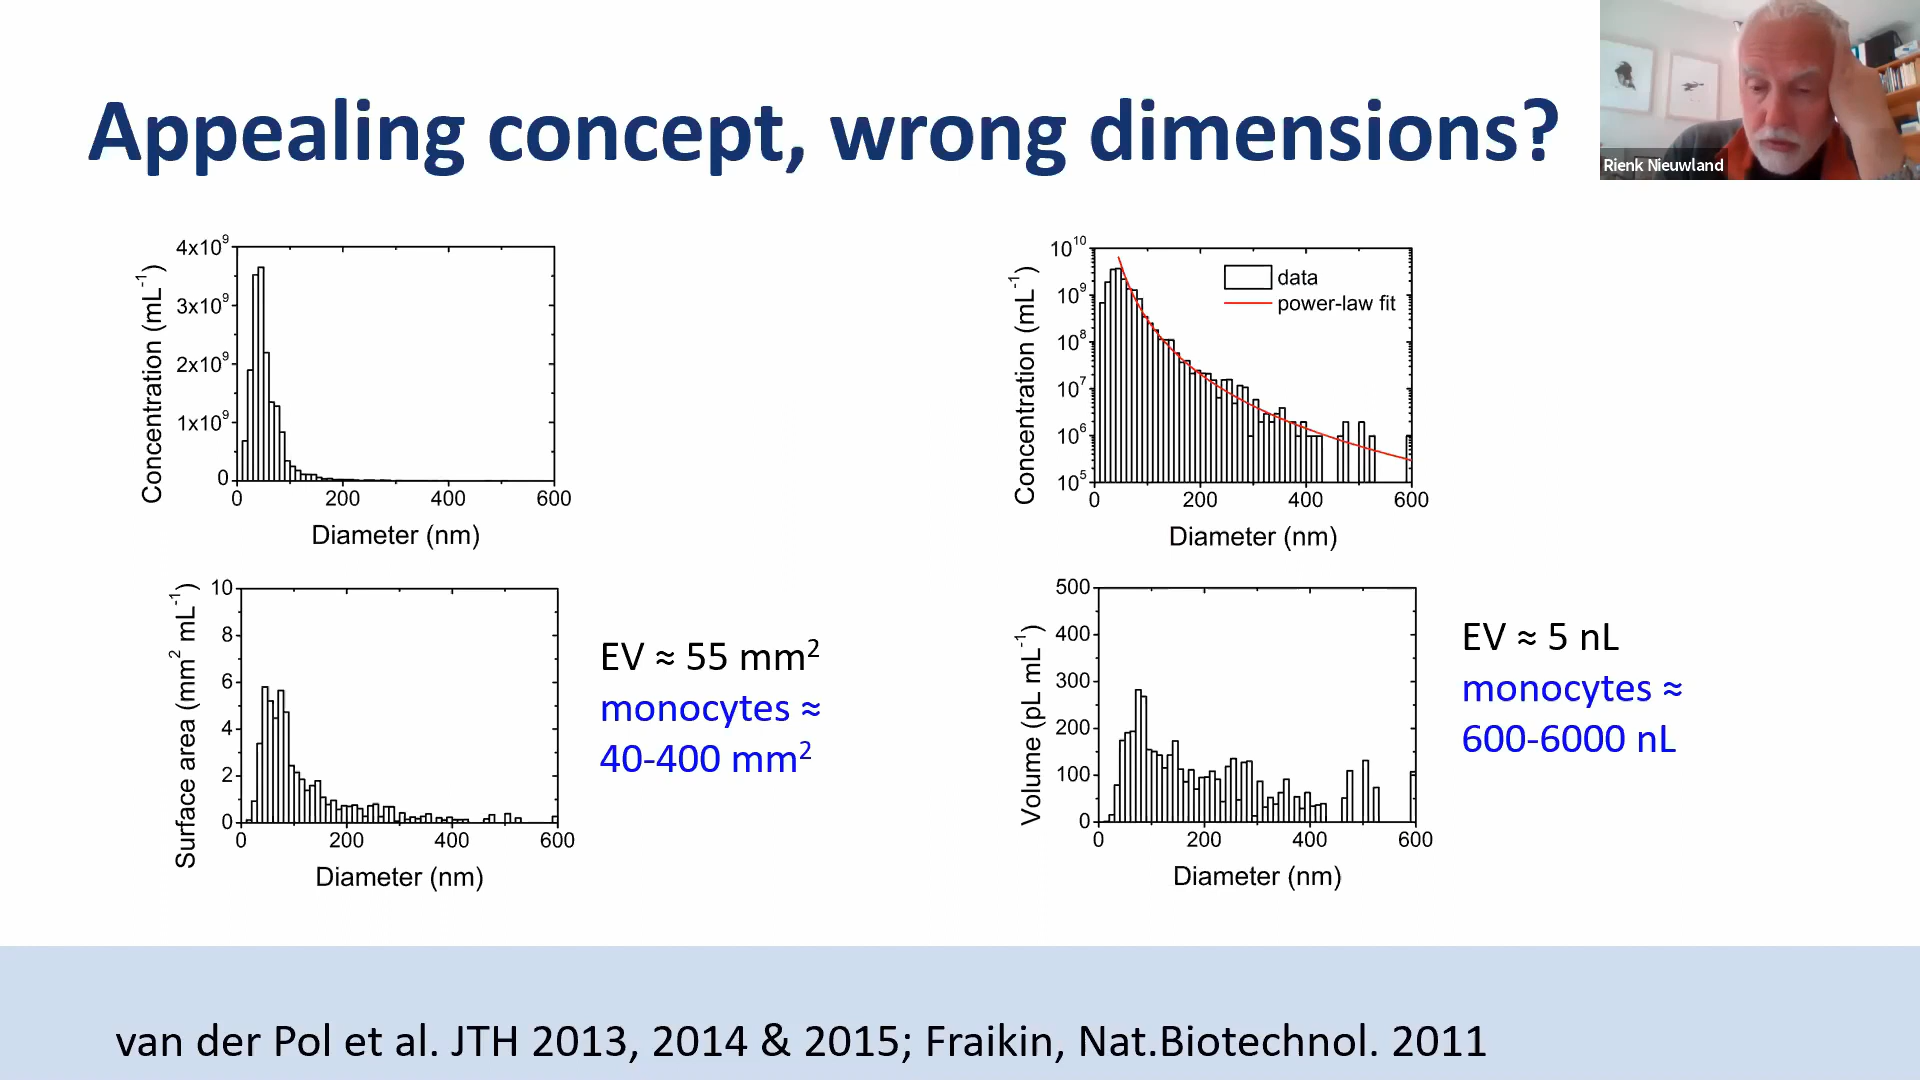 Appealing concept, wrong dimensions?
Rienk Nieuwland
4x10⁹
3x10⁹
2x10⁹
1x10⁹
0
Concentration (mL⁻¹)
0 200 400 600
Diameter (nm)
10¹⁰
10⁹
10⁸
10⁷
10⁶
10⁵
Concentration (mL⁻¹)
data
power-law fit
0 200 400 600
Diameter (nm)
10
8
6
4
2
0
Surface area (mm² mL⁻¹)
0 200 400 600
Diameter (nm)
EV ≈ 55 mm²
monocytes ≈
40-400 mm²
500
400
300
200
100
0
Volume (pL mL⁻¹)
0 200 400 600
Diameter (nm)
EV ≈ 5 nL
monocytes ≈
600-6000 nL
van der Pol et al. JTH 2013, 2014 & 2015; Fraikin, Nat.Biotechnol. 2011